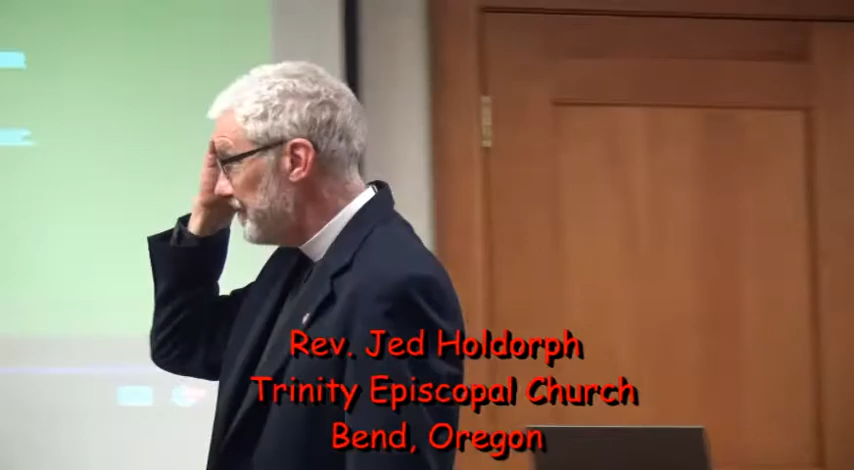 Rev. Jed Holdorph
Trinity Episcopal Church
Bend, Oregon